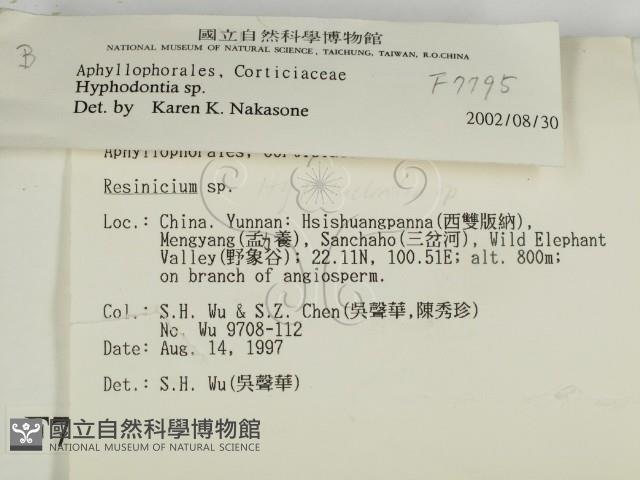 B
國立自然科學博物館
NATIONAL MUSEUM OF NATURAL SCIENCE, TAICHUNG, TAIWAN, R.O.CHINA
Aphyllophorales, Corticiaceae
F7795
Hyphodontia sp.
Det. by Karen K. Nakasone
2002/08/30
Aphyllophorales,
Resinicium sp.
Loc.: China. Yunnan: Hsishuangpanna(西雙版納),
Mengyang(孟力養), Sanchaho(三岔河), Wild Elephant
Valley(野象谷); 22.11N, 100.51E; alt. 800m;
on branch of angiosperm.
Col.: S.H. Wu & S.Z. Chen(吳聲華,陳秀珍)
No. Wu 9708-112
Date: Aug. 14, 1997
Det.: S.H. Wu(吳聲華)
國立自然科學博物館
NATIONAL MUSEUM OF NATURAL SCIENCE